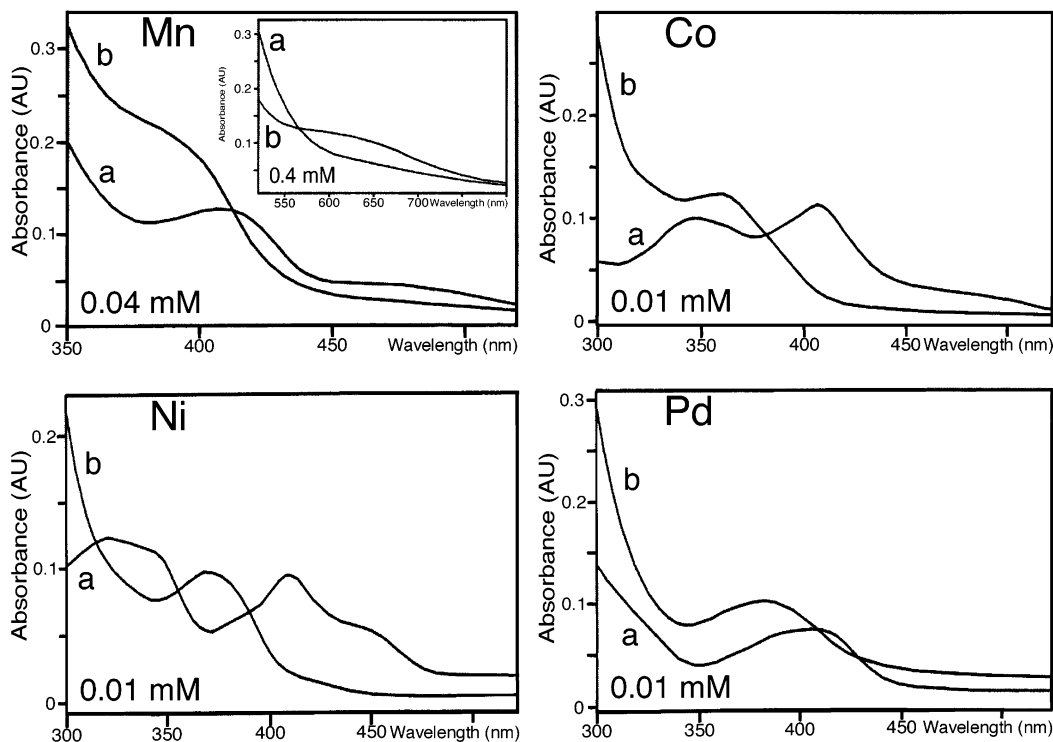 Mn
Absorbance (AU)
0.3
0.2
0.1
0
b
a
0.04 mM
350
400
450
Wavelength (nm)
Absorbance (AU)
0.3
0.2
0.1
a
b
0.4 mM
550
600
650
700
Wavelength (nm)
Co
Absorbance (AU)
0.2
0.1
0
b
a
0.01 mM
300
350
400
450
Wavelength (nm)
Ni
Absorbance (AU)
0.2
0.1
0
b
a
0.01 mM
300
350
400
450
Wavelength (nm)
Pd
Absorbance (AU)
0.3
0.2
0.1
0
b
a
0.01 mM
300
350
400
450
Wavelength (nm)